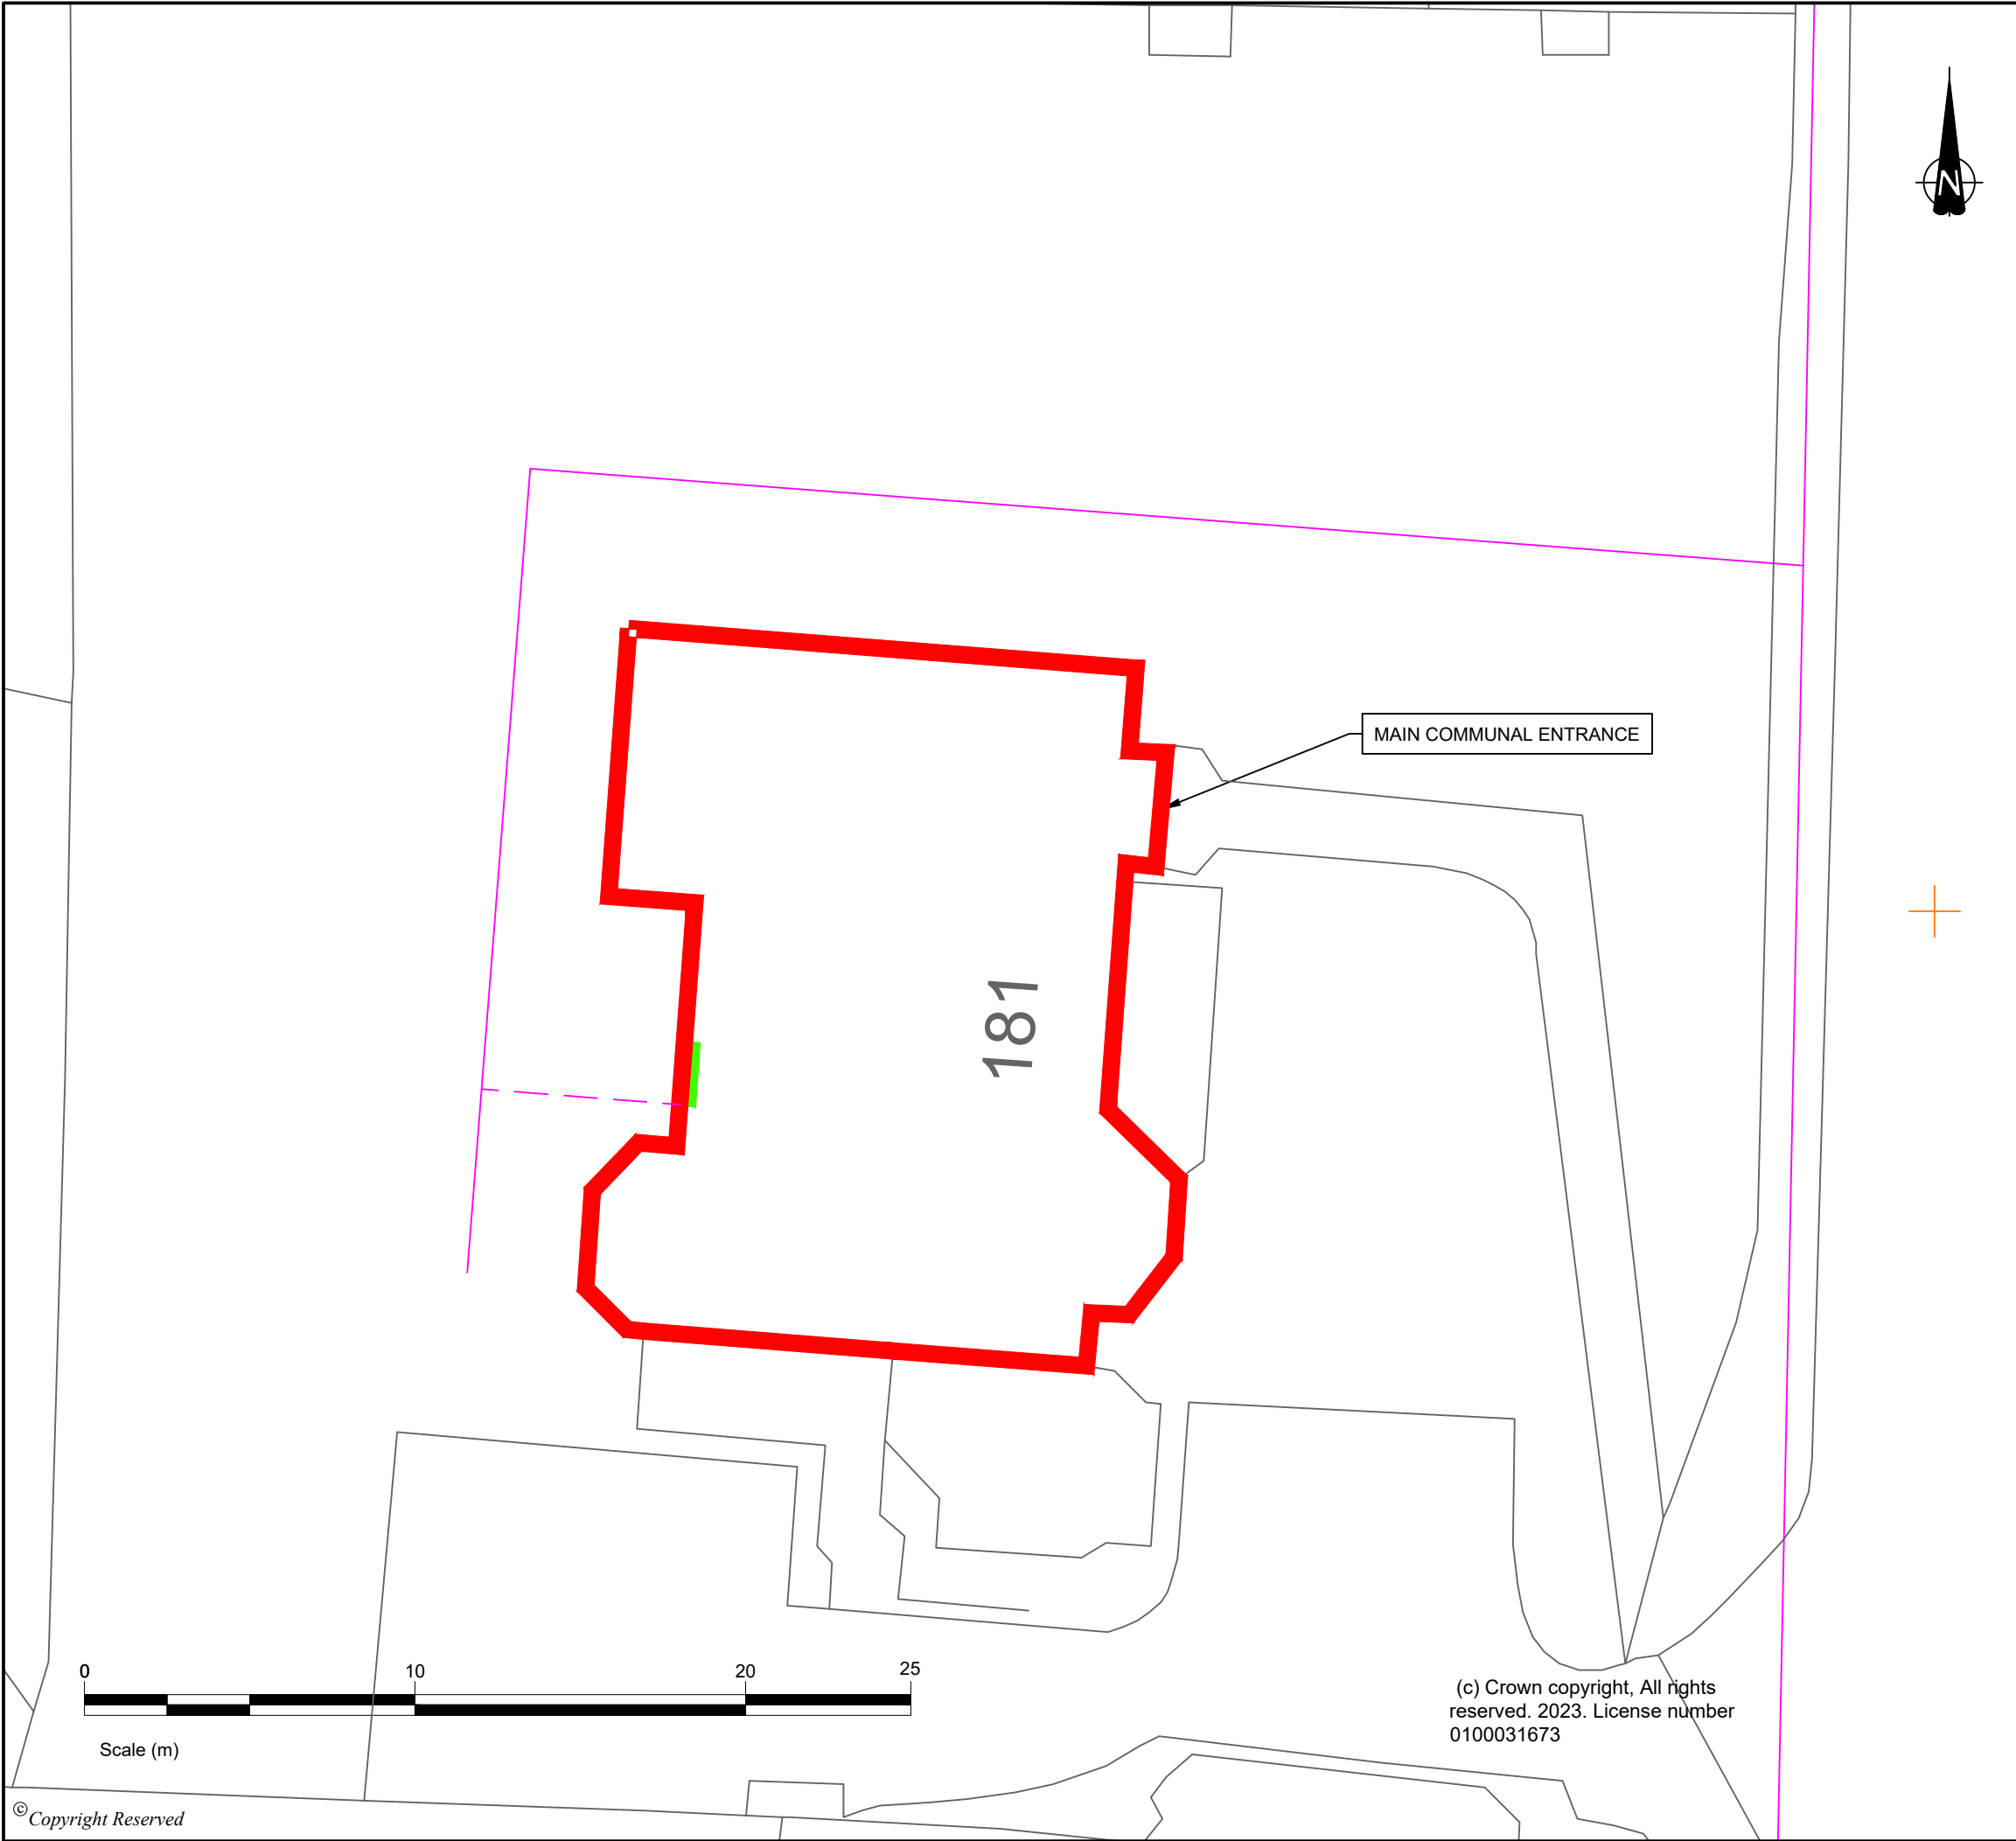 N
MAIN COMMUNAL ENTRANCE
181
0 10 20 25
Scale (m)
(c) Crown copyright, All rights
reserved. 2023. License number
0100031673
© Copyright Reserved